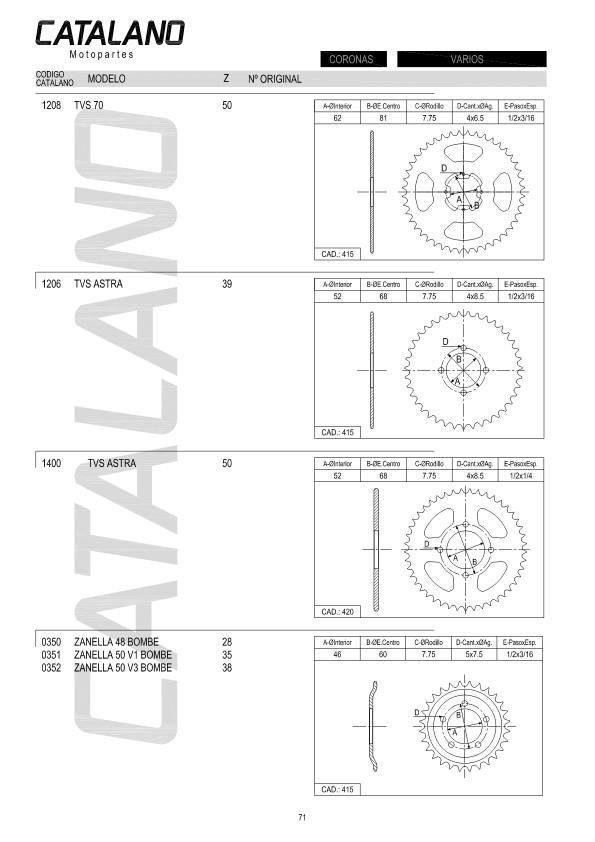 CATALANO
Motopartes
CORONAS VARIOS
CODIGO CATALANO MODELO Z Nº ORIGINAL
1208 TVS 70 50
A-ØInterior B-ØE.Centro C-ØRodillo D-Cant.xØAg. E-PasoxEsp.
62 81 7.75 4x6.5 1/2x3/16
D
A
B
CAD.: 415
1206 TVS ASTRA 39
A-ØInterior B-ØE.Centro C-ØRodillo D-Cant.xØAg. E-PasoxEsp.
52 68 7.75 4x8.5 1/2x3/16
D
B
A
CAD.: 415
1400 TVS ASTRA 50
A-ØInterior B-ØE.Centro C-ØRodillo D-Cant.xØAg. E-PasoxEsp.
52 68 7.75 4x8.5 1/2x1/4
D
A
B
CAD.: 420
0350 ZANELLA 48 BOMBE 28
0351 ZANELLA 50 V1 BOMBE 35
0352 ZANELLA 50 V3 BOMBE 38
A-ØInterior B-ØE.Centro C-ØRodillo D-Cant.xØAg. E-PasoxEsp.
46 60 7.75 5x7.5 1/2x3/16
D
B
A
CAD.: 415
CATALANO
71